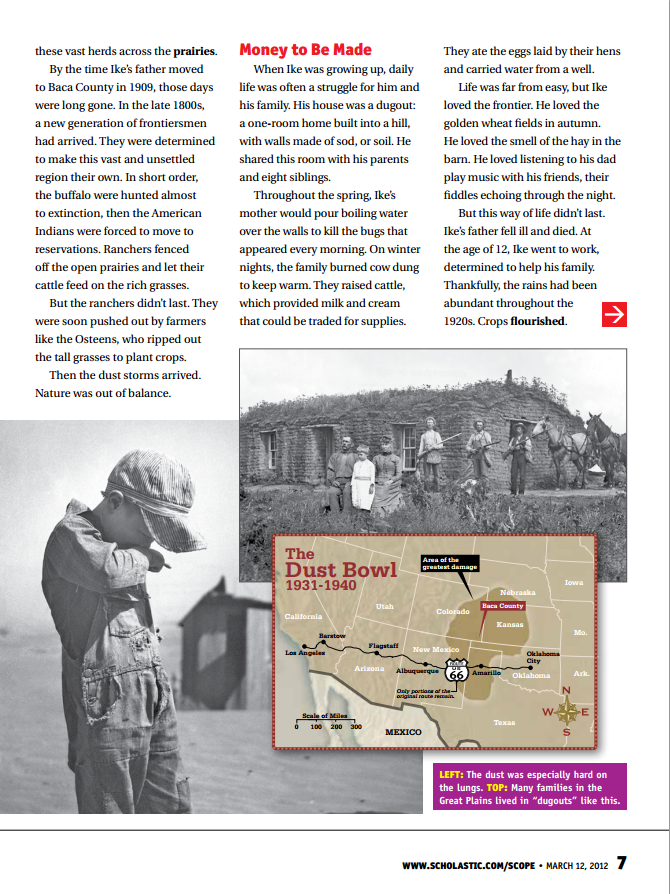 these vast herds across the prairies.
By the time Ike's father moved
to Baca County in 1909, those days
were long gone. In the late 1800s,
a new generation of frontiersmen
had arrived. They were determined
to make this vast and unsettled
region their own. In short order,
the buffalo were hunted almost
to extinction, then the American
Indians were forced to move to
reservations. Ranchers fenced
off the open prairies and let their
cattle feed on the rich grasses.
But the ranchers didn't last. They
were soon pushed out by farmers
like the Osteens, who ripped out
the tall grasses to plant crops.
Then the dust storms arrived.
Nature was out of balance.
Money to Be Made
When Ike was growing up, daily
life was often a struggle for him and
his family. His house was a dugout:
a one-room home built into a hill,
with walls made of sod, or soil. He
shared this room with his parents
and eight siblings.
Throughout the spring, Ike's
mother would pour boiling water
over the walls to kill the bugs that
appeared every morning. On winter
nights, the family burned cow dung
to keep warm. They raised cattle,
which provided milk and cream
that could be traded for supplies.
They ate the eggs laid by their hens
and carried water from a well.
Life was far from easy, but Ike
loved the frontier. He loved the
golden wheat fields in autumn.
He loved the smell of the hay in the
barn. He loved listening to his dad
play music with his friends, their
fiddles echoing through the night.
But this way of life didn't last.
Ike's father fell ill and died. At
the age of 12, Ike went to work,
determined to help his family.
Thankfully, the rains had been
abundant throughout the
1920s. Crops flourished.
The
Dust Bowl
1931-1940
Area of the
greatest damage
Iowa
Nebraska
Utah
Colorado
Baca County
California
Kansas
Mo.
Barstow
Los Angeles
Flagstaff
New Mexico
Oklahoma
City
Arizona
Albuquerque
ROUTE
US
66
Amarillo
Oklahoma
Ark.
Only portions of the
original route remain.
N
W
E
S
Scale of Miles
0 100 200 300
Texas
MEXICO
LEFT: The dust was especially hard on
the lungs. TOP: Many families in the
Great Plains lived in "dugouts" like this.
WWW.SCHOLASTIC.COM/SCOPE • MARCH 12, 2012 7